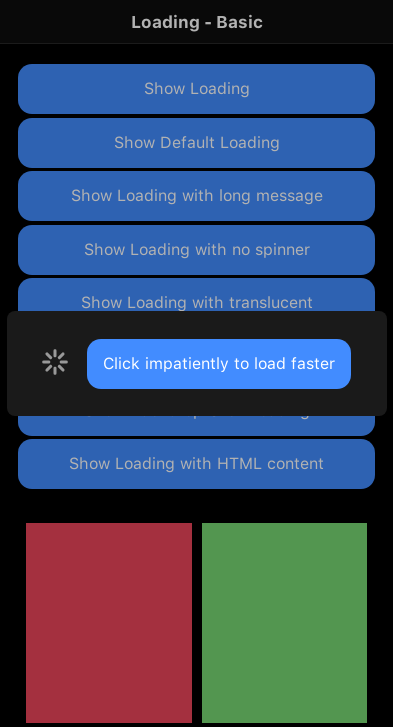 Loading - Basic
Show Loading
Show Default Loading
Show Loading with long message
Show Loading with no spinner
Show Loading with translucent
Click impatiently to load faster
Show Loading with HTML content